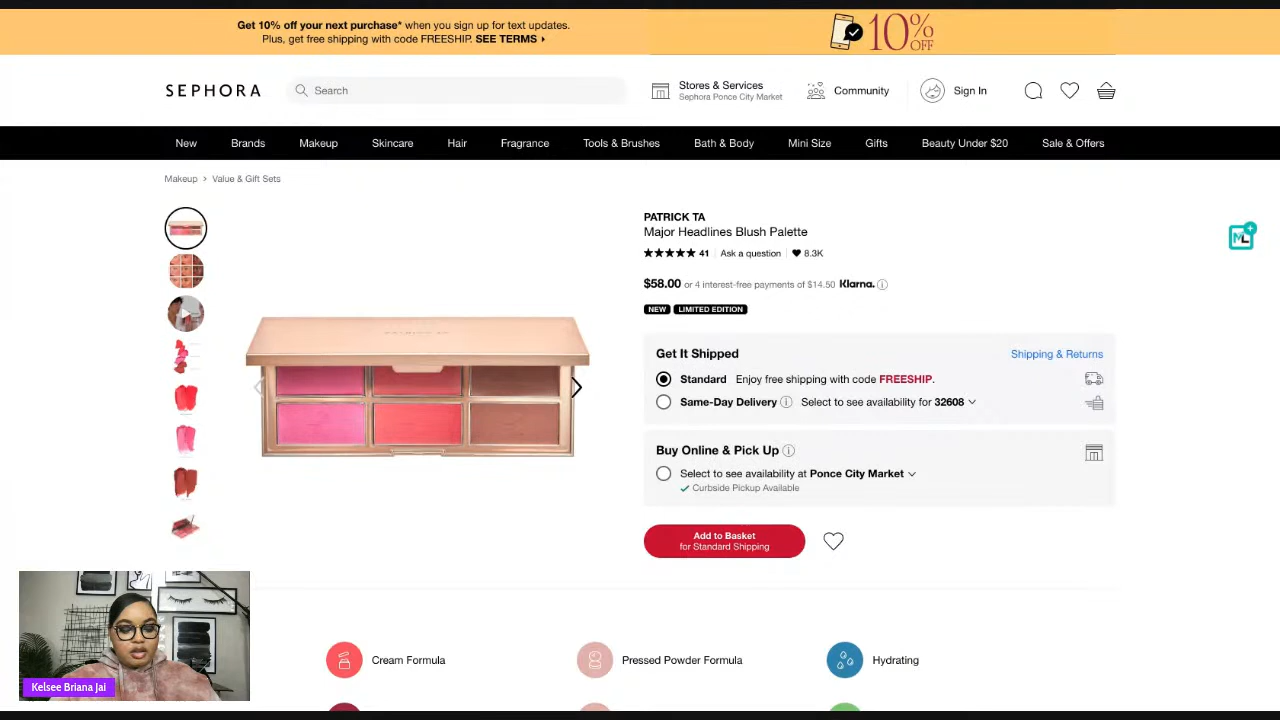 Get 10% off your next purchase* when you sign up for text updates.
Plus, get free shipping with code FREESHIP. SEE TERMS ▸
10% OFF
SEPHORA
Search
Stores & Services
Sephora Ponce City Market
Community
Sign In
New Brands Makeup Skincare Hair Fragrance Tools & Brushes Bath & Body Mini Size Gifts Beauty Under $20 Sale & Offers
Makeup > Value & Gift Sets
PATRICK TA
Major Headlines Blush Palette
41 Ask a question 8.3K
$58.00 or 4 interest-free payments of $14.50 Klarna.
NEW LIMITED EDITION
ML
Get It Shipped Shipping & Returns
Standard Enjoy free shipping with code FREESHIP.
Same-Day Delivery Select to see availability for 32608
Buy Online & Pick Up
Select to see availability at Ponce City Market
Curbside Pickup Available
Add to Basket
for Standard Shipping
Cream Formula
Pressed Powder Formula
Hydrating
Kelsee Briana Jai